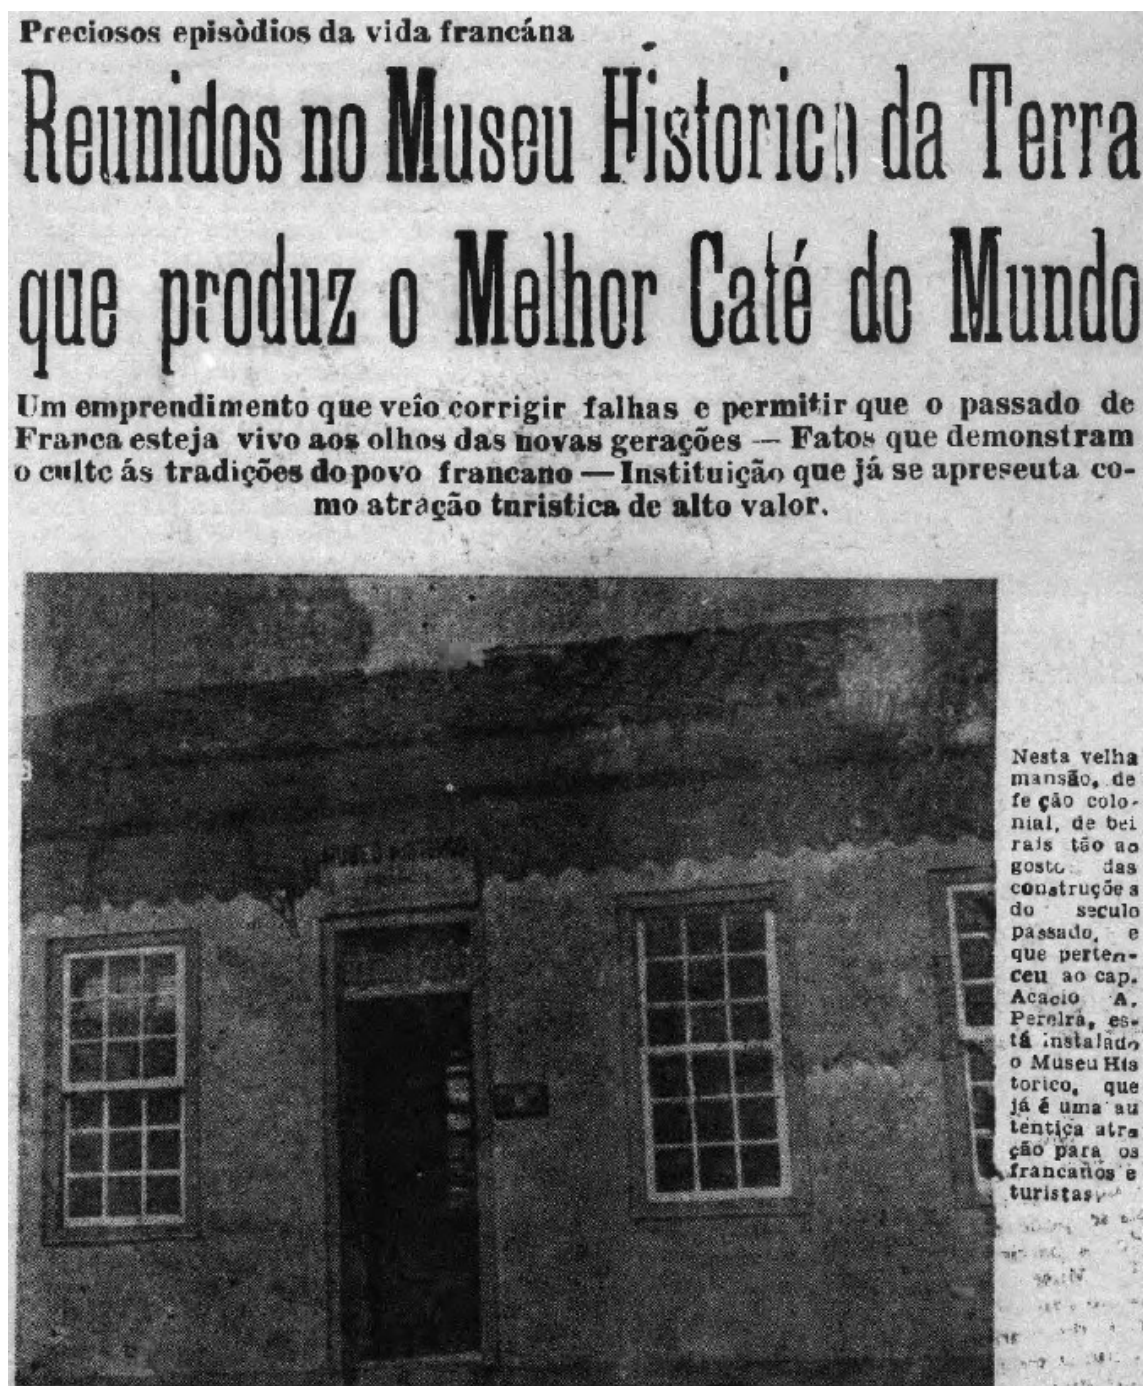 Preciosos episòdios da vida francána
Reunidos no Museu Historico da Terra
que produz o Melhor Café do Mundo
Um emprendimento que veio corrigir falhas e permitir que o passado de
Franca esteja vivo aos olhos das novas gerações — Fatos que demonstram
o culto ás tradições do povo francano — Instituição que já se apreseuta co-
mo atração turistica de alto valor.
Nesta velha
mansão, de
fe ção colo-
nial, de bei
rais tão ao
gosto das
construçõe s
do seculo
passado, e
que perten-
ceu ao cap.
Acacio A.
Pereira, es-
tá instalado
o Museu His
torico, que
já é uma au
tentiça atra
ção para os
francanos e
turistas.